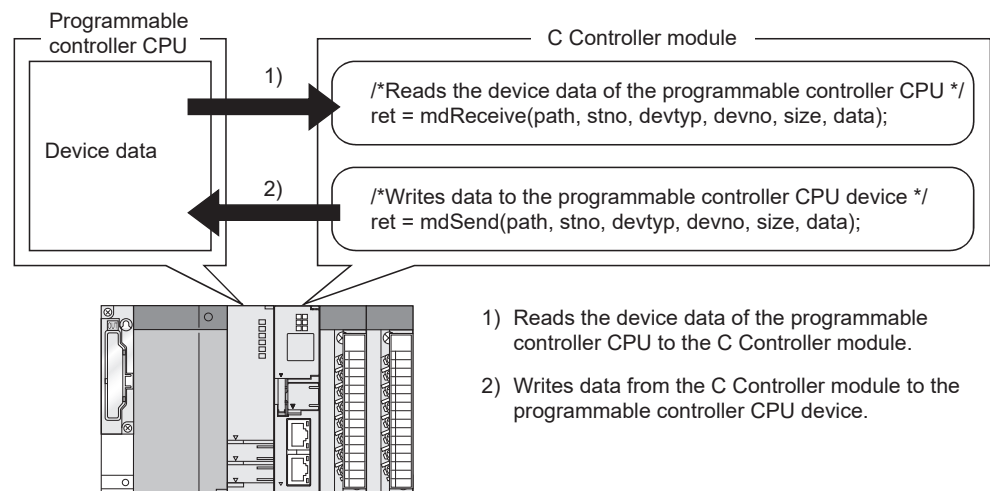 Programmable
controller CPU
C Controller module
1)
/*Reads the device data of the programmable controller CPU */
ret = mdReceive(path, stno, devtyp, devno, size, data);
Device data
2)
/*Writes data to the programmable controller CPU device */
ret = mdSend(path, stno, devtyp, devno, size, data);
1) Reads the device data of the programmable
controller CPU to the C Controller module.
2) Writes data from the C Controller module to the
programmable controller CPU device.